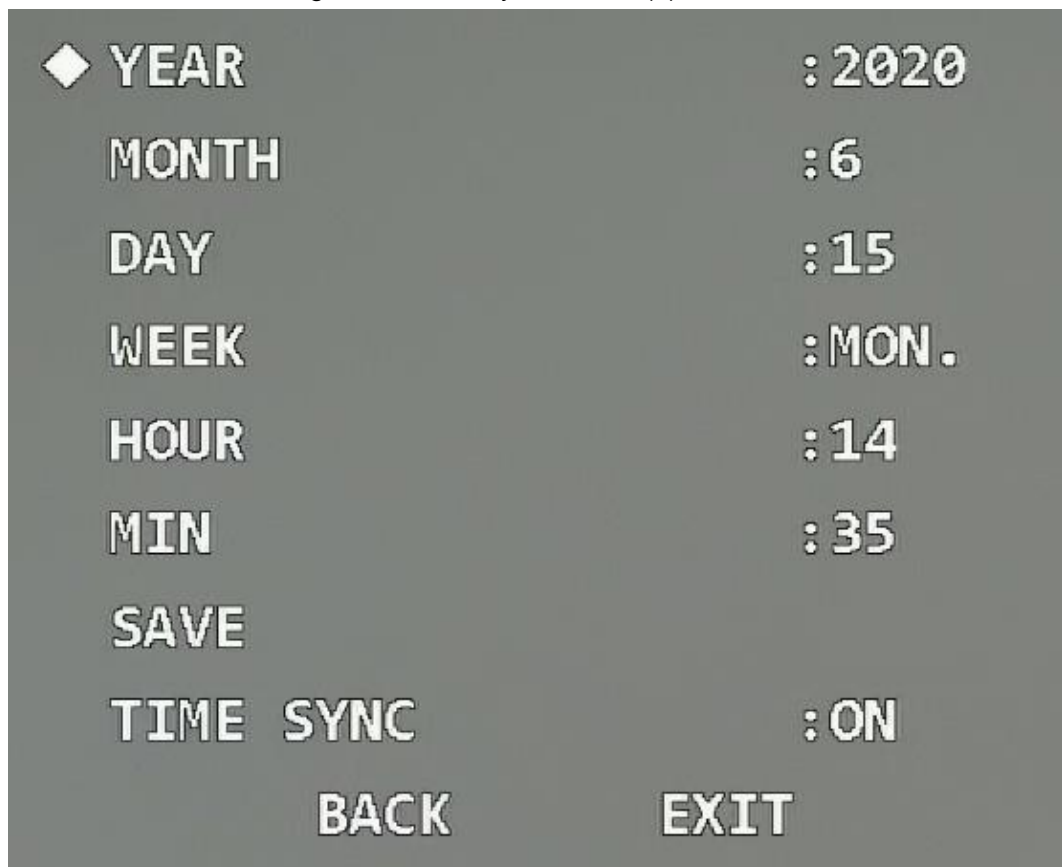 YEAR :2020
MONTH :6
DAY :15
WEEK :MON.
HOUR :14
MIN :35
SAVE
TIME SYNC :ON
BACK EXIT